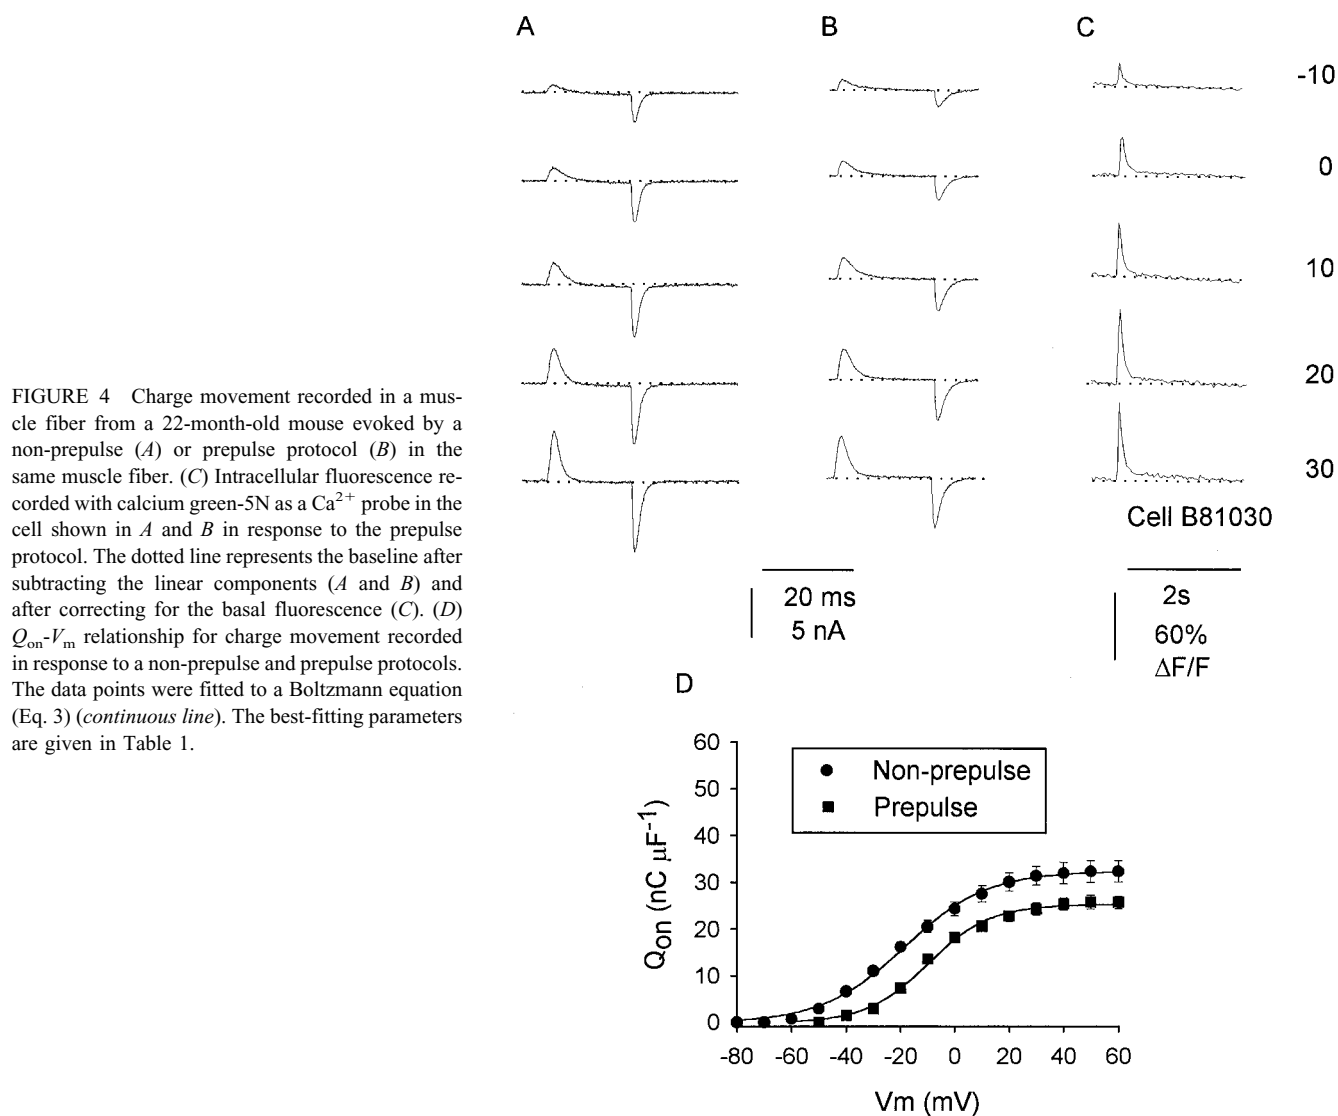 A
B
C
-10
0
10
20
30
Cell B81030
20 ms
5 nA
2s
60%
ΔF/F
FIGURE 4 Charge movement recorded in a mus-
cle fiber from a 22-month-old mouse evoked by a
non-prepulse (A) or prepulse protocol (B) in the
same muscle fiber. (C) Intracellular fluorescence re-
corded with calcium green-5N as a Ca²⁺ probe in the
cell shown in A and B in response to the prepulse
protocol. The dotted line represents the baseline after
subtracting the linear components (A and B) and
after correcting for the basal fluorescence (C). (D)
Qon-Vm relationship for charge movement recorded
in response to a non-prepulse and prepulse protocols.
The data points were fitted to a Boltzmann equation
(Eq. 3) (continuous line). The best-fitting parameters
are given in Table 1.
D
Non-prepulse
Prepulse
Qon (nC μF⁻¹)
60
50
40
30
20
10
0
-80 -60 -40 -20 0 20 40 60
Vm (mV)